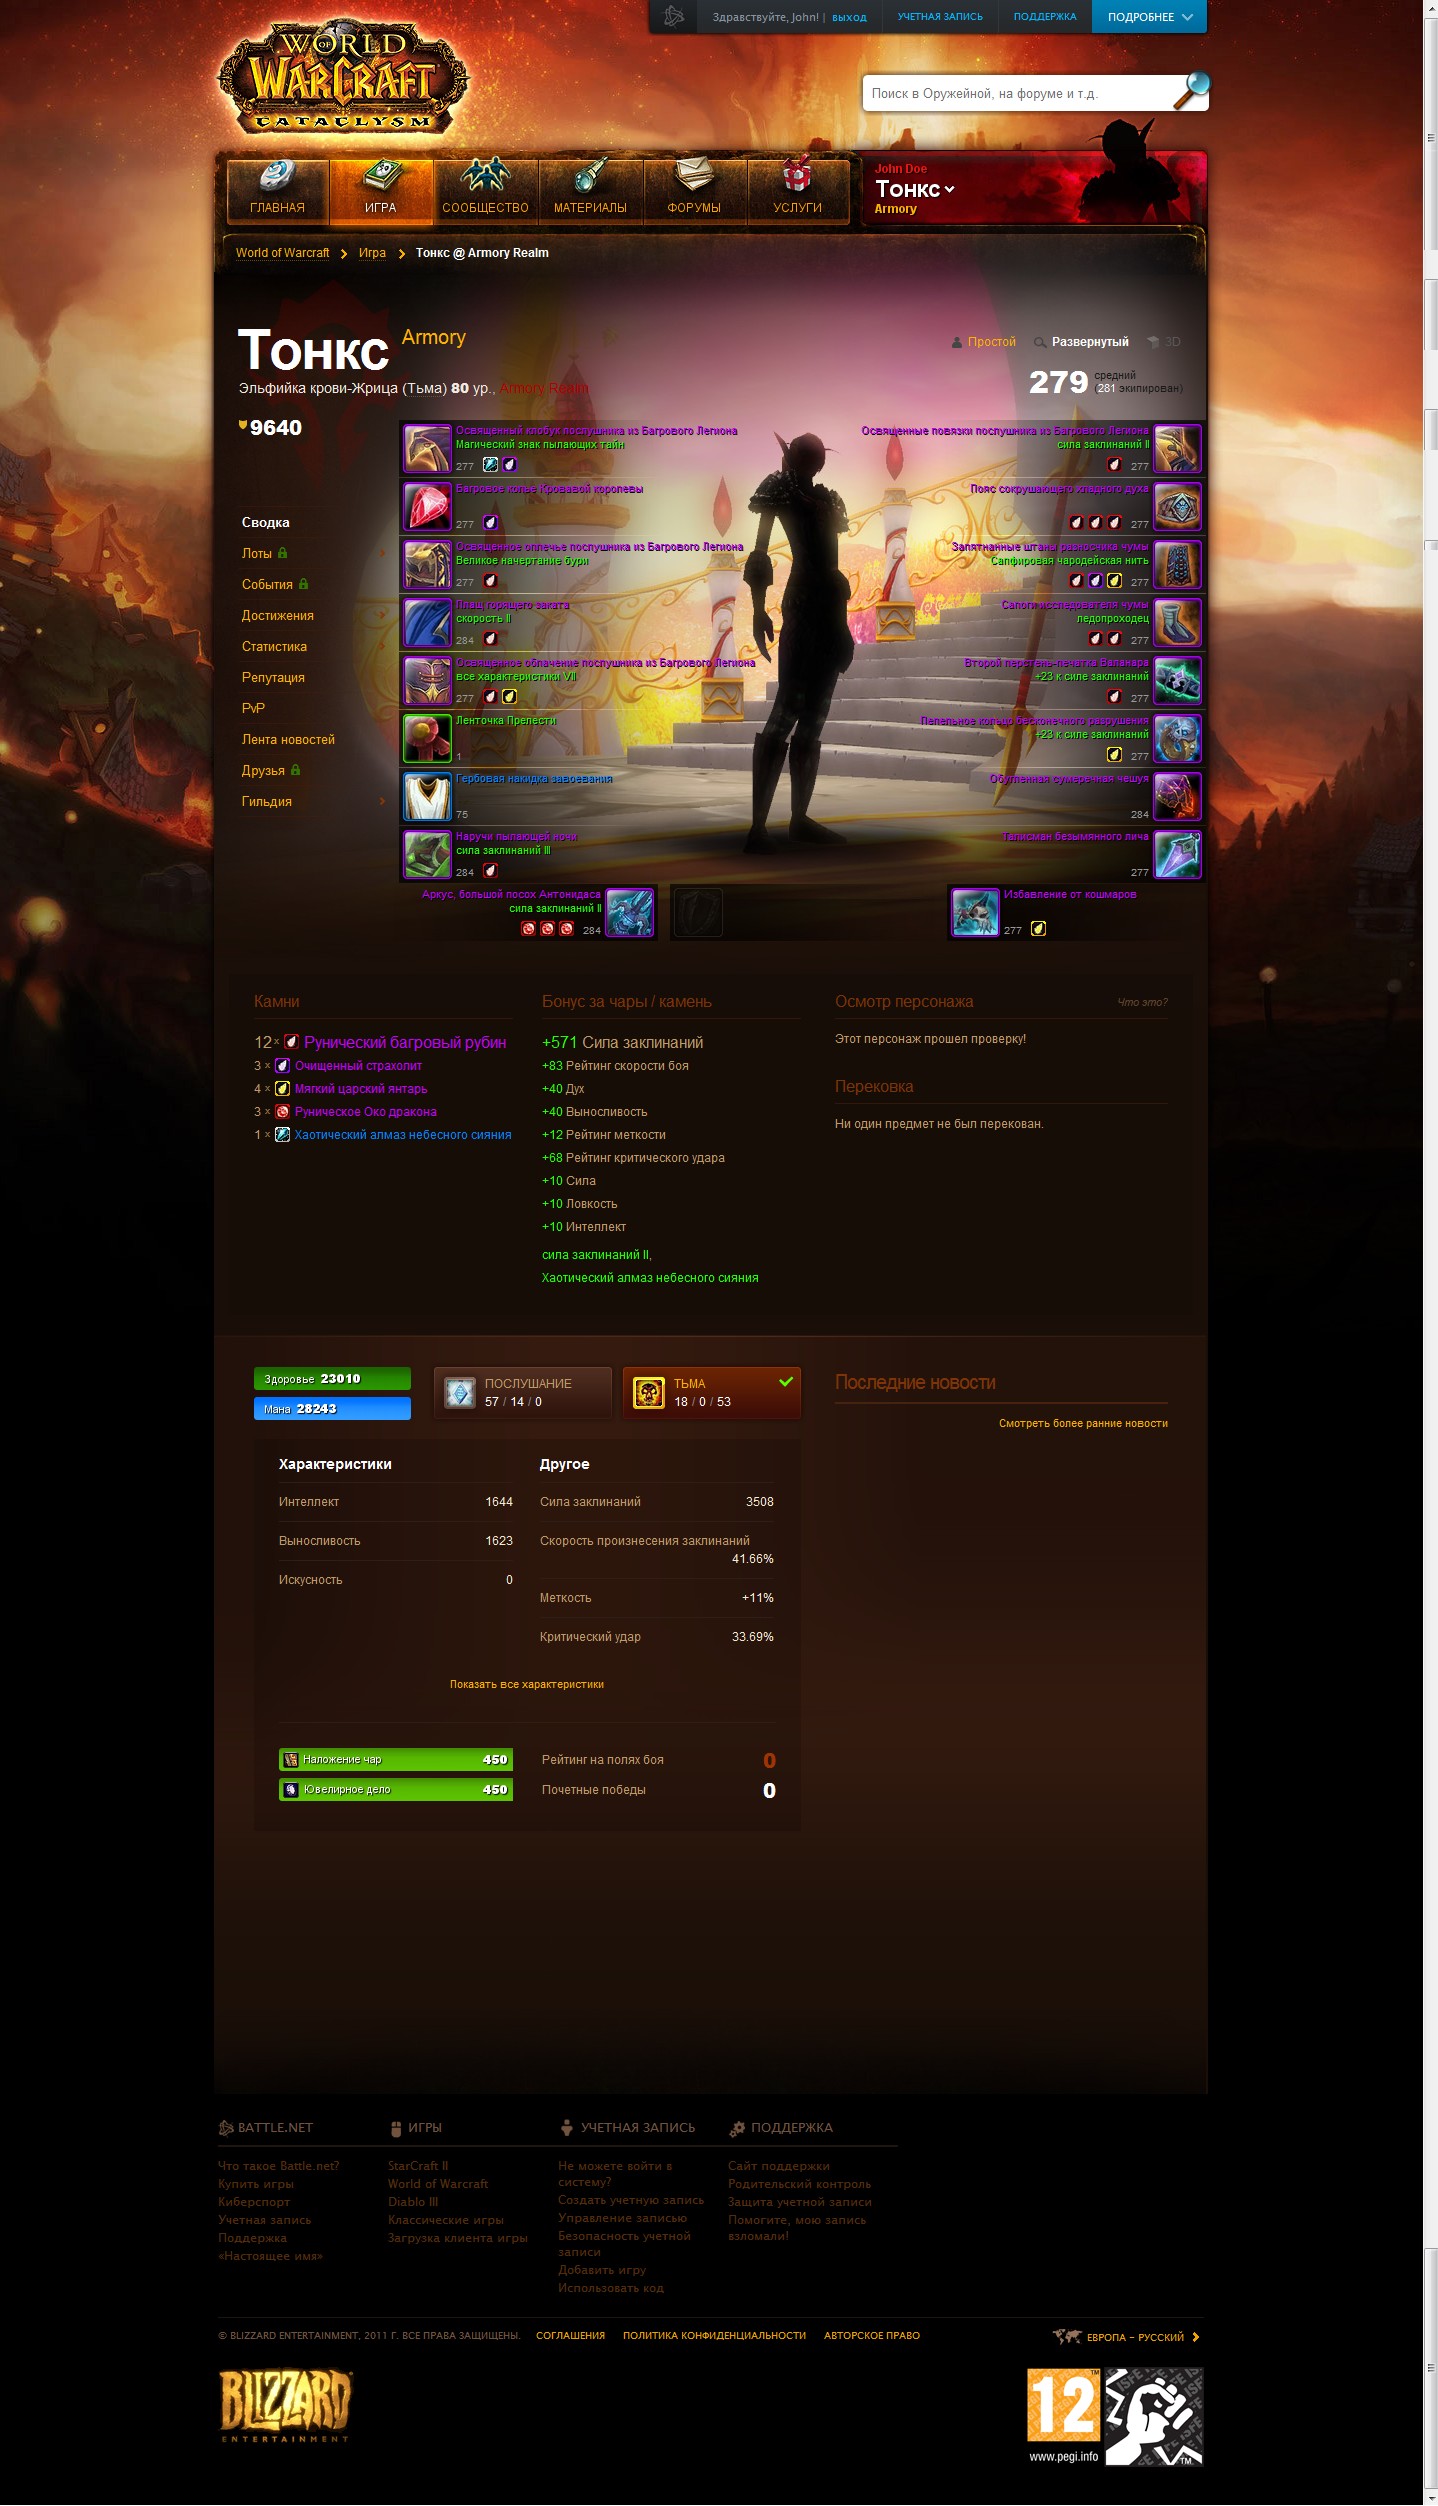 Здравствуйте, John! | выход
УЧЕТНАЯ ЗАПИСЬ
ПОДДЕРЖКА
ПОДРОБНЕЕ
WORLD OF WARCRAFT
CATACLYSM
Поиск в Оружейной, на форуме и т.д.
ГЛАВНАЯ
ИГРА
СООБЩЕСТВО
МАТЕРИАЛЫ
ФОРУМЫ
УСЛУГИ
John Doe
Тонкс
Armory
World of Warcraft
Игра
Тонкс @ Armory Realm
Тонкс Armory
Эльфийка крови-Жрица (Тьма) 80 ур., Armory Realm
Простой
Развернутый
3D
279 средний
(281 экипирован)
9640
Сводка
Лоты
События
Достижения
Статистика
Репутация
PvP
Лента новостей
Друзья
Гильдия
Освященный клобук послушника из Багрового Легиона
Магический знак пылающих тайн
277
Багровое колье Кровавой королевы
277
Освященное оплечье послушника из Багрового Легиона
Великое начертание бури
277
Плащ горящего заката
скорость II
284
Освященное облачение послушника из Багрового Легиона
все характеристики VII
277
Ленточка Прелести
1
Гербовая накидка завоевания
75
Наручи пылающей ночи
сила заклинаний III
284
Освященные повязки послушника из Багрового Легиона
сила заклинаний II
277
Пояс сокрушающего хладного духа
277
Запятнанные штаны разносчика чумы
Сапфировая чародейская нить
277
Сапоги исследователя чумы
ледопроходец
277
Второй перстень-печатка Валанара
+23 к силе заклинаний
277
Пепельное кольцо бесконечного разрушения
+23 к силе заклинаний
277
Обугленная сумеречная чешуя
284
Талисман безымянного лича
277
Аркус, большой посох Антонидаса
сила заклинаний II
284
Избавление от кошмаров
277
Камни
12 x Рунический багровый рубин
3 x Очищенный страхолит
4 x Мягкий царский янтарь
3 x Руническое Око дракона
1 x Хаотический алмаз небесного сияния
Бонус за чары / камень
+571 Сила заклинаний
+83 Рейтинг скорости боя
+40 Дух
+40 Выносливость
+12 Рейтинг меткости
+68 Рейтинг критического удара
+10 Сила
+10 Ловкость
+10 Интеллект
сила заклинаний II,
Хаотический алмаз небесного сияния
Осмотр персонажа
Что это?
Этот персонаж прошел проверку!
Перековка
Ни один предмет не был перекован.
Здоровье 23010
Мана 28243
ПОСЛУШАНИЕ
57 / 14 / 0
ТЬМА
18 / 0 / 53
Последние новости
Смотреть более ранние новости
Характеристики
Интеллект 1644
Выносливость 1623
Искусность 0
Другое
Сила заклинаний 3508
Скорость произнесения заклинаний
41.66%
Меткость +11%
Критический удар 33.69%
Показать все характеристики
Наложение чар 450
Ювелирное дело 450
Рейтинг на полях боя 0
Почетные победы 0
BATTLE.NET
Что такое Battle.net?
Купить игры
Киберспорт
Учетная запись
Поддержка
«Настоящее имя»
ИГРЫ
StarCraft II
World of Warcraft
Diablo III
Классические игры
Загрузка клиента игры
УЧЕТНАЯ ЗАПИСЬ
Не можете войти в
систему?
Создать учетную запись
Управление записью
Безопасность учетной
записи
Добавить игру
Использовать код
ПОДДЕРЖКА
Сайт поддержки
Родительский контроль
Защита учетной записи
Помогите, мою запись
взломали!
© BLIZZARD ENTERTAINMENT, 2011 Г. ВСЕ ПРАВА ЗАЩИЩЕНЫ.
СОГЛАШЕНИЯ
ПОЛИТИКА КОНФИДЕНЦИАЛЬНОСТИ
АВТОРСКОЕ ПРАВО
ЕВРОПА – РУССКИЙ
BLIZZARD
ENTERTAINMENT
12
www.pegi.info
ISFE
TM